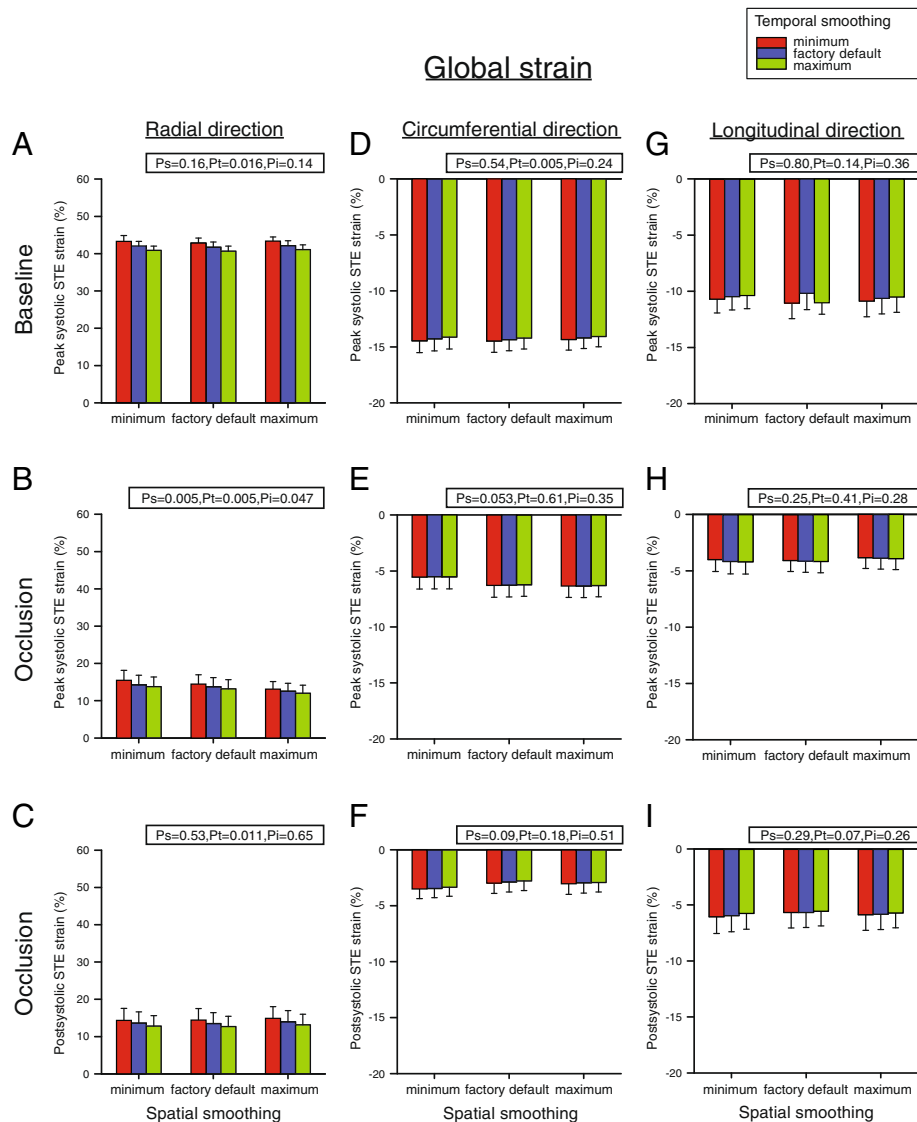 Temporal smoothing
minimum
factory default
maximum
Global strain
Radial direction
Circumferential direction
Longitudinal direction
Baseline
A
Ps=0.16,Pt=0.016,Pi=0.14
Peak systolic STE strain (%)
60
50
40
30
20
10
0
minimum factory default maximum
D
Ps=0.54,Pt=0.005,Pi=0.24
Peak systolic STE strain (%)
0
-5
-10
-15
-20
minimum factory default maximum
G
Ps=0.80,Pt=0.14,Pi=0.36
Peak systolic STE strain (%)
0
-5
-10
-15
-20
minimum factory default maximum
Occlusion
B
Ps=0.005,Pt=0.005,Pi=0.047
Peak systolic STE strain (%)
60
50
40
30
20
10
0
minimum factory default maximum
E
Ps=0.053,Pt=0.61,Pi=0.35
Peak systolic STE strain (%)
0
-5
-10
-15
-20
minimum factory default maximum
H
Ps=0.25,Pt=0.41,Pi=0.28
Peak systolic STE strain (%)
0
-5
-10
-15
-20
minimum factory default maximum
Occlusion
C
Ps=0.53,Pt=0.011,Pi=0.65
Postsystolic STE strain (%)
60
50
40
30
20
10
0
minimum factory default maximum
Spatial smoothing
F
Ps=0.09,Pt=0.18,Pi=0.51
Postsystolic STE strain (%)
0
-5
-10
-15
-20
minimum factory default maximum
Spatial smoothing
I
Ps=0.29,Pt=0.07,Pi=0.26
Postsystolic STE strain (%)
0
-5
-10
-15
-20
minimum factory default maximum
Spatial smoothing